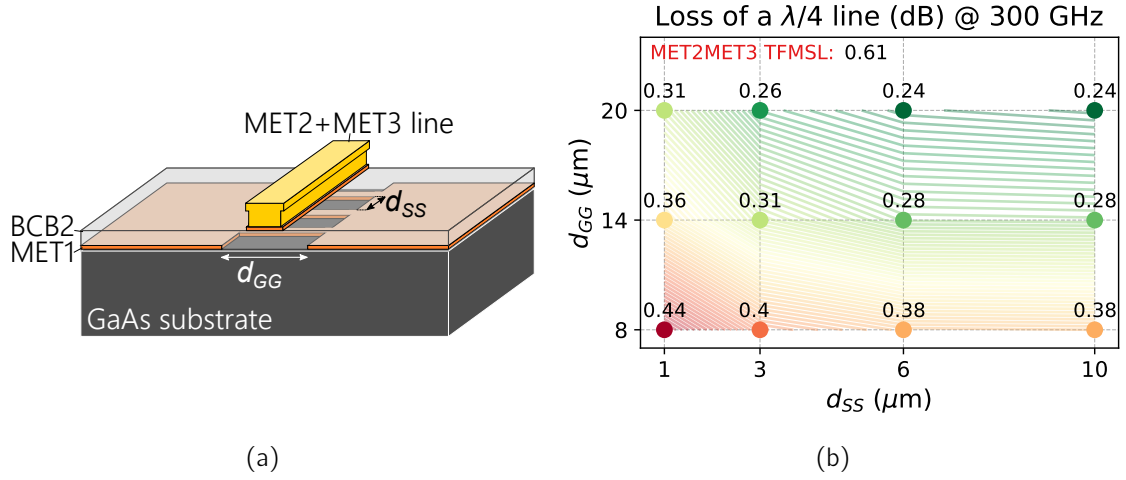 MET2+MET3 line
d_SS
BCB2
MET1
d_GG
GaAs substrate
(a)
Loss of a λ/4 line (dB) @ 300 GHz
MET2MET3 TFMSL: 0.61
0.31 0.26 0.24 0.24
20
0.36 0.31 0.28 0.28
14
0.44 0.4 0.38 0.38
8
d_GG (μm)
1 3 6 10
d_SS (μm)
(b)